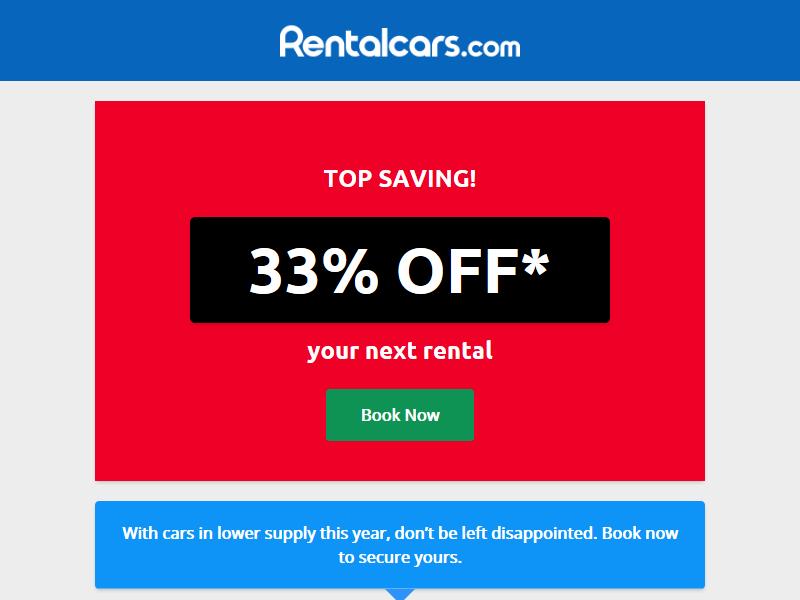 Rentalcars.com
TOP SAVING!
33% OFF*
your next rental
Book Now
With cars in lower supply this year, don't be left disappointed. Book now
to secure yours.